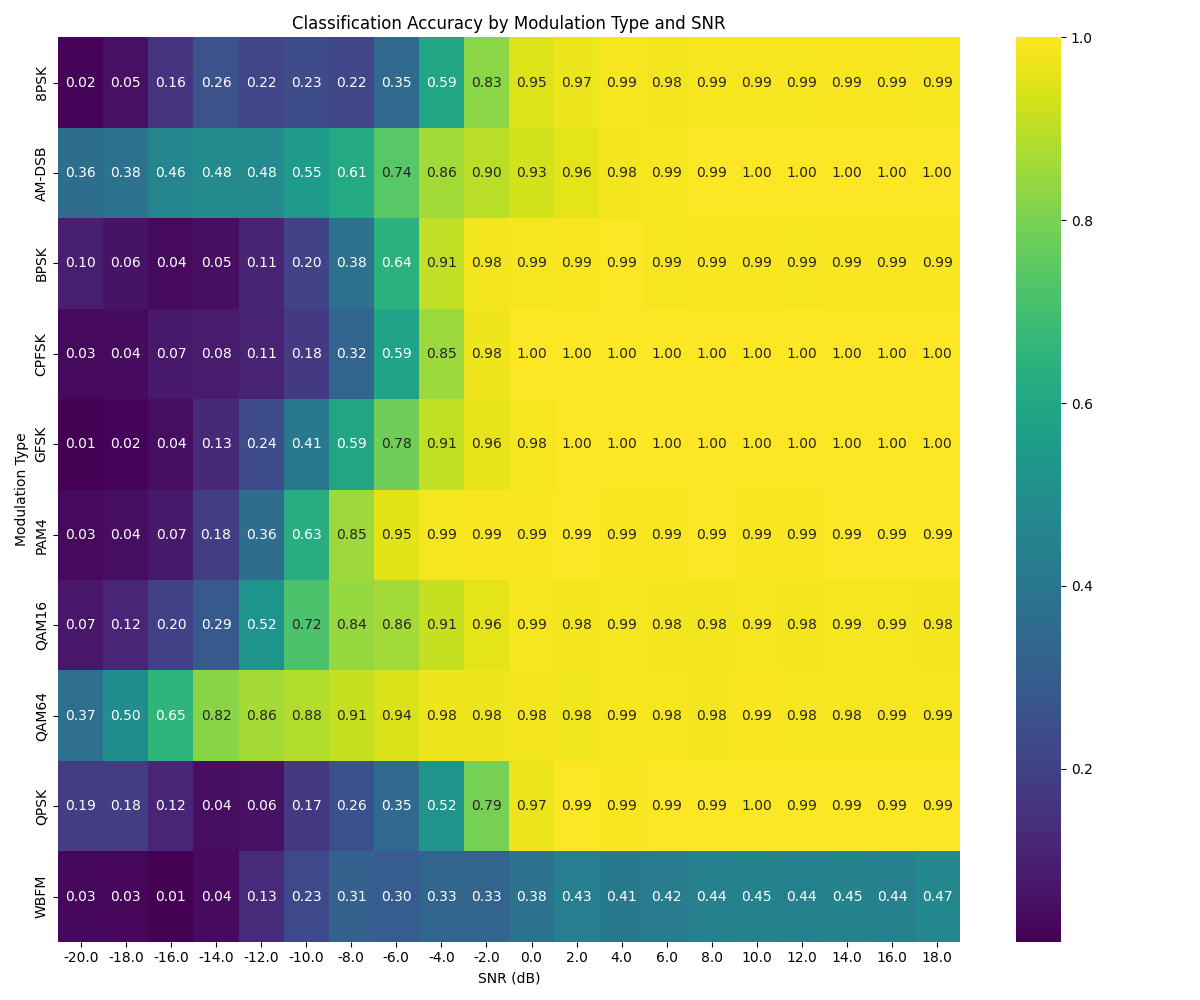 Classification Accuracy by Modulation Type and SNR
8PSK 0.02 0.05 0.16 0.26 0.22 0.23 0.22 0.35 0.59 0.83 0.95 0.97 0.99 0.98 0.99 0.99 0.99 0.99 0.99 0.99
AM-DSB 0.36 0.38 0.46 0.48 0.48 0.55 0.61 0.74 0.86 0.90 0.93 0.96 0.98 0.99 0.99 1.00 1.00 1.00 1.00 1.00
BPSK 0.10 0.06 0.04 0.05 0.11 0.20 0.38 0.64 0.91 0.98 0.99 0.99 0.99 0.99 0.99 0.99 0.99 0.99 0.99 0.99
CPFSK 0.03 0.04 0.07 0.08 0.11 0.18 0.32 0.59 0.85 0.98 1.00 1.00 1.00 1.00 1.00 1.00 1.00 1.00 1.00 1.00
GFSK 0.01 0.02 0.04 0.13 0.24 0.41 0.59 0.78 0.91 0.96 0.98 1.00 1.00 1.00 1.00 1.00 1.00 1.00 1.00 1.00
PAM4 0.03 0.04 0.07 0.18 0.36 0.63 0.85 0.95 0.99 0.99 0.99 0.99 0.99 0.99 0.99 0.99 0.99 0.99 0.99 0.99
QAM16 0.07 0.12 0.20 0.29 0.52 0.72 0.84 0.86 0.91 0.96 0.99 0.98 0.99 0.98 0.98 0.99 0.98 0.99 0.99 0.98
QAM64 0.37 0.50 0.65 0.82 0.86 0.88 0.91 0.94 0.98 0.98 0.98 0.98 0.99 0.98 0.98 0.99 0.98 0.98 0.99 0.99
QPSK 0.19 0.18 0.12 0.04 0.06 0.17 0.26 0.35 0.52 0.79 0.97 0.99 0.99 0.99 0.99 1.00 0.99 0.99 0.99 0.99
WBFM 0.03 0.03 0.01 0.04 0.13 0.23 0.31 0.30 0.33 0.33 0.38 0.43 0.41 0.42 0.44 0.45 0.44 0.45 0.44 0.47
-20.0 -18.0 -16.0 -14.0 -12.0 -10.0 -8.0 -6.0 -4.0 -2.0 0.0 2.0 4.0 6.0 8.0 10.0 12.0 14.0 16.0 18.0
SNR (dB)
Modulation Type
1.0
0.8
0.6
0.4
0.2